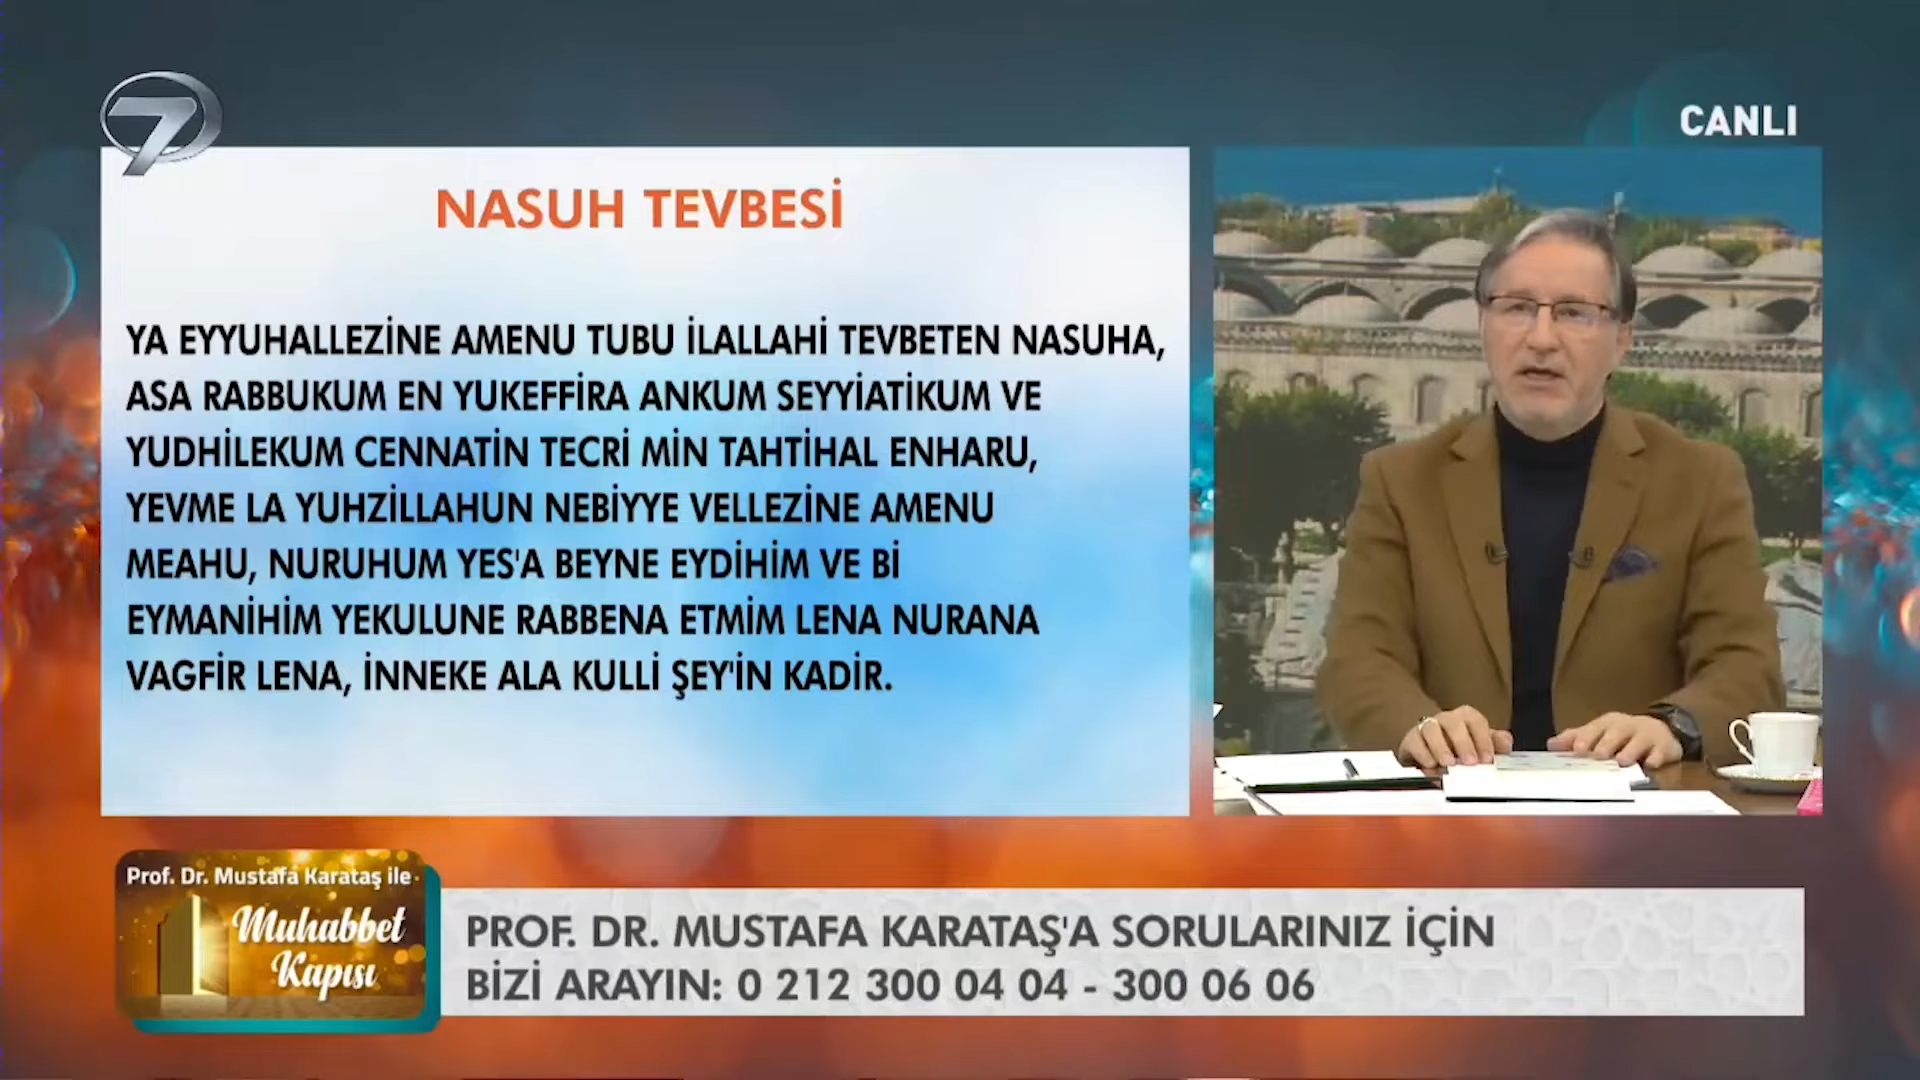 7
CANLI
NASUH TEVBESİ
YA EYYUHALLEZİNE AMENU TUBU İLALLAHİ TEVBETEN NASUHA,
ASA RABBUKUM EN YUKEFFİRA ANKUM SEYYİATİKUM VE
YUDHİLEKUM CENNATİN TECRİ MİN TAHTİHAL ENHARU,
YEVME LA YUHZİLLAHUN NEBİYYE VELLEZİNE AMENU
MEAHU, NURUHUM YES'A BEYNE EYDİHİM VE Bİ
EYMANİHİM YEKULUNE RABBENA ETMİM LENA NURANA
VAGFİR LENA, İNNEKE ALA KULLİ ŞEY'İN KADİR.
Prof. Dr. Mustafa Karataş ile
Muhabbet
Kapısı
PROF. DR. MUSTAFA KARATAŞ'A SORULARINIZ İÇİN
BİZİ ARAYIN: 0 212 300 04 04 - 300 06 06